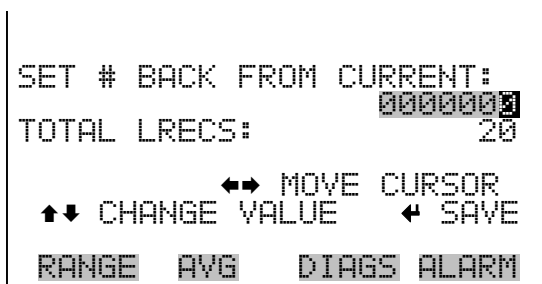 SET # BACK FROM CURRENT:
0000000
TOTAL LRECS: 20
⬅➡ MOVE CURSOR
⬆⬇ CHANGE VALUE ↵ SAVE
RANGE AVG DIAGS ALARM